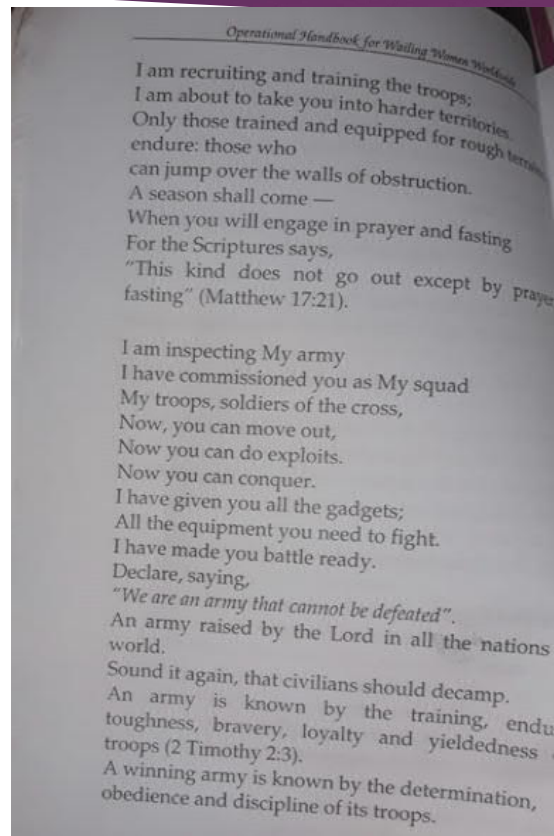 Operational Handbook for Wailing Women Worldwide
I am recruiting and training the troops;
I am about to take you into harder territories.
Only those trained and equipped for rough terrains
endure: those who
can jump over the walls of obstruction.
A season shall come —
When you will engage in prayer and fasting
For the Scriptures says,
“This kind does not go out except by prayer
fasting” (Matthew 17:21).
I am inspecting My army
I have commissioned you as My squad
My troops, soldiers of the cross,
Now, you can move out,
Now you can do exploits.
Now you can conquer.
I have given you all the gadgets;
All the equipment you need to fight.
I have made you battle ready.
Declare, saying,
“We are an army that cannot be defeated”.
An army raised by the Lord in all the nations
world.
Sound it again, that civilians should decamp.
An army is known by the training, endu
toughness, bravery, loyalty and yieldedness
troops (2 Timothy 2:3).
A winning army is known by the determination,
obedience and discipline of its troops.